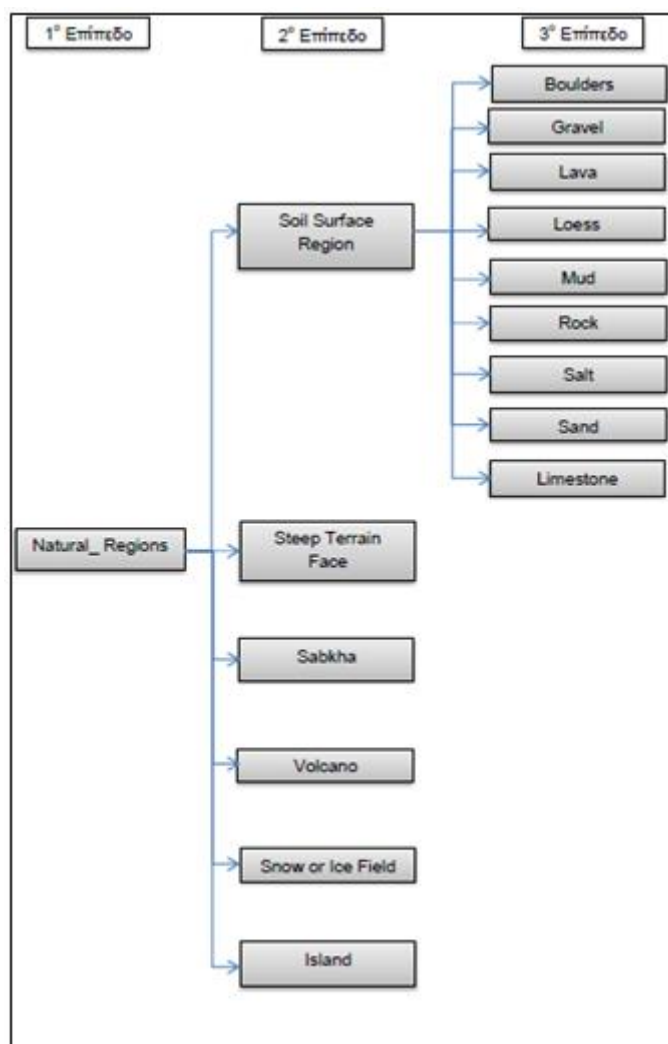 1° Επίπεδο
2° Επίπεδο
3° Επίπεδο
Boulders
Gravel
Lava
Soil Surface
Region
Loess
Mud
Rock
Salt
Sand
Limestone
Natural_ Regions
Steep Terrain
Face
Sabkha
Volcano
Snow or Ice Field
Island